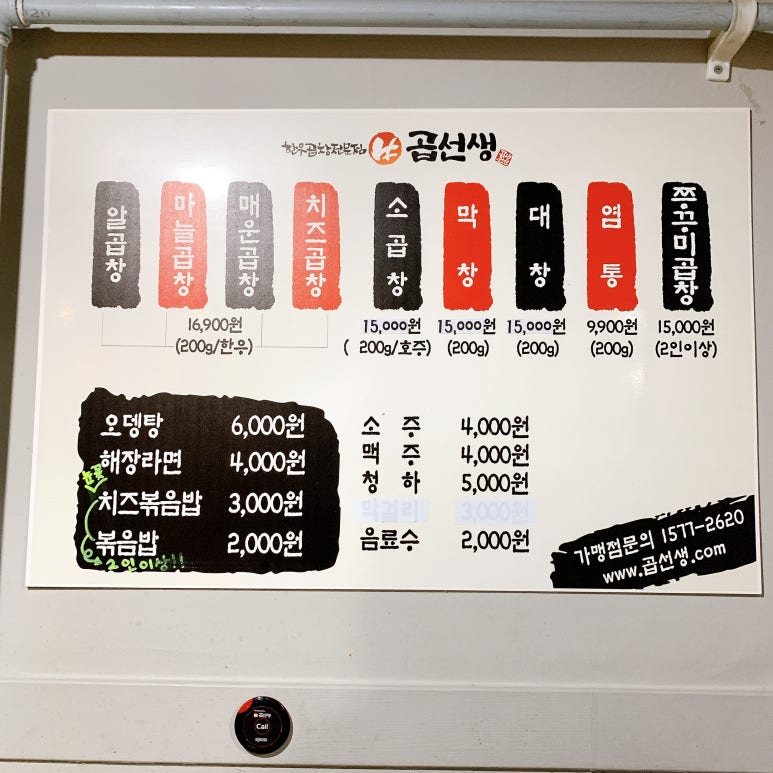 한우곱창전문점 곱선생
알곱창 마늘곱창 매운곱창 치즈곱창 소곱창 막창 대창 염통 쭈꾸미곱창
16,900원 15,000원 15,000원 15,000원 9,900원 15,000원
(200g/한우) ( 200g/호주) (200g) (200g) (200g) (2인이상)
오뎅탕 6,000원
해장라면 4,000원
치즈볶음밥 3,000원
볶음밥 2,000원
2인이상!!
소주 4,000원
맥주 4,000원
청하 5,000원
막걸리 3,000원
음료수 2,000원
가맹점문의 1577-2620
www.곱선생.com
Call